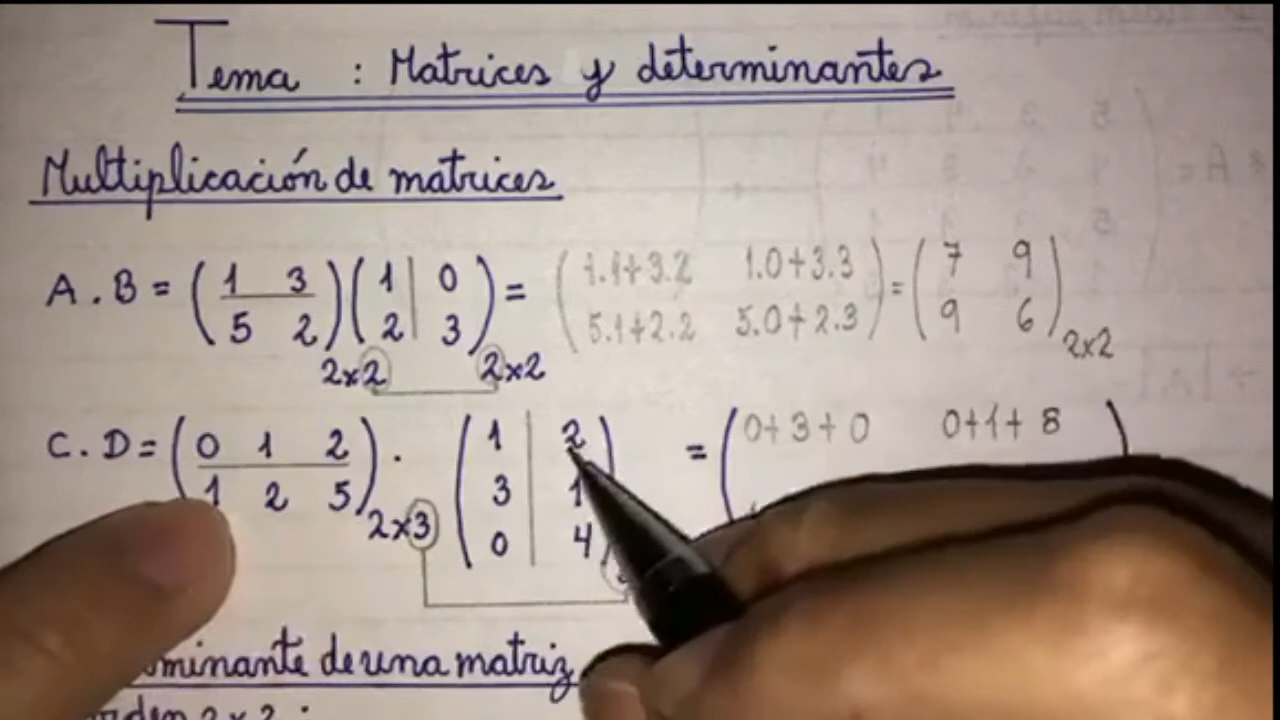 Tema : Matrices y determinantes
Multiplicación de matrices
A . B = ( 1 3 ) ( 1 | 0 ) = ( 1.1+3.2 1.0+3.3 ) = ( 7 9 )
( 5 2 ) ( 2 | 3 ) ( 5.1+2.2 5.0+2.3 ) ( 9 6 )
2x2 2x2 2x2
C . D = ( 0 1 2 ) . ( 1 | 2 ) = ( 0+3+0 0+1+8 )
( 1 2 5 ) ( 3 | 1 )
2x3 ( 0 | 4 )
minante de una matriz
rden 2x2 :